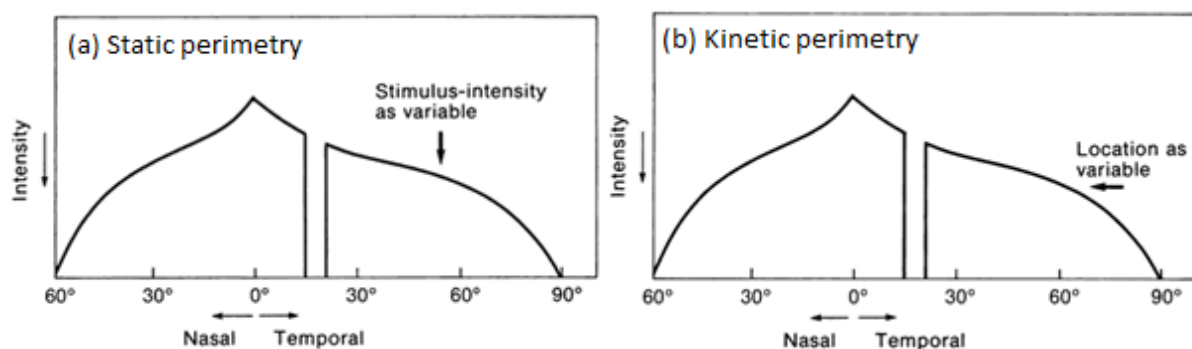 (a) Static perimetry
Stimulus-intensity
as variable
Intensity
60° 30° 0° 30° 60° 90°
Nasal Temporal
(b) Kinetic perimetry
Location as
variable
Intensity
60° 30° 0° 30° 60° 90°
Nasal Temporal